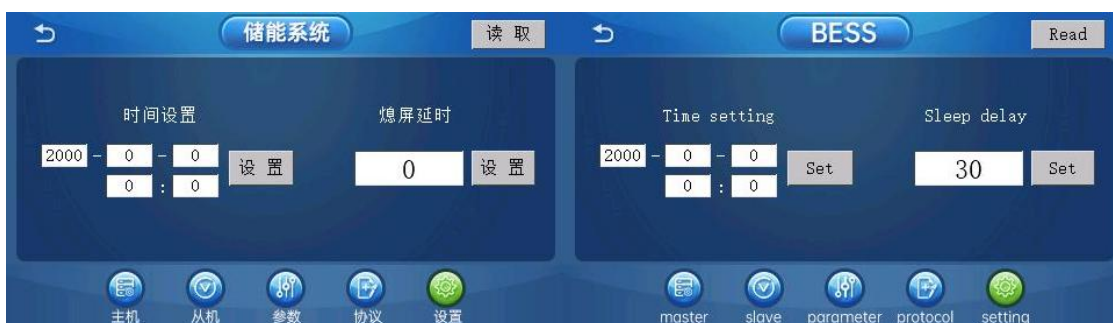 储能系统
读 取
时间设置
熄屏延时
2000 - 0 - 0
0 : 0
设 置
0
设 置
主机
从机
参数
协议
设置
BESS
Read
Time setting
Sleep delay
2000 - 0 - 0
0 : 0
Set
30
Set
master
slave
parameter
protocol
setting